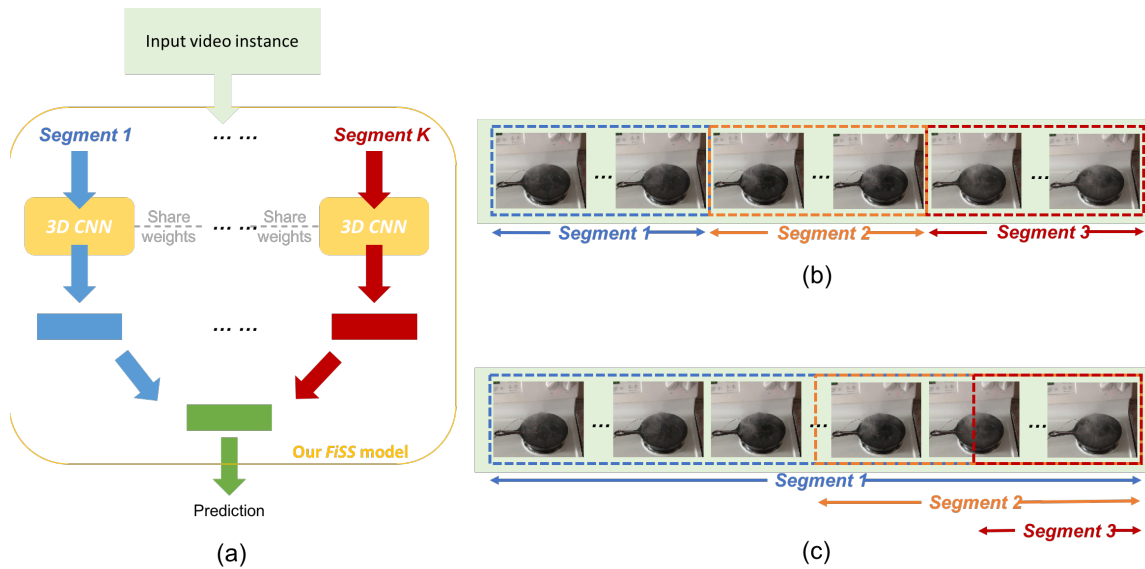 Input video instance
Segment 1
... ...
Segment K
3D CNN
Share
weights
... ...
Share
weights
3D CNN
... ...
Our FiSS model
Prediction
(a)
...
...
...
Segment 1
Segment 2
Segment 3
(b)
...
...
...
Segment 1
Segment 2
Segment 3
(c)